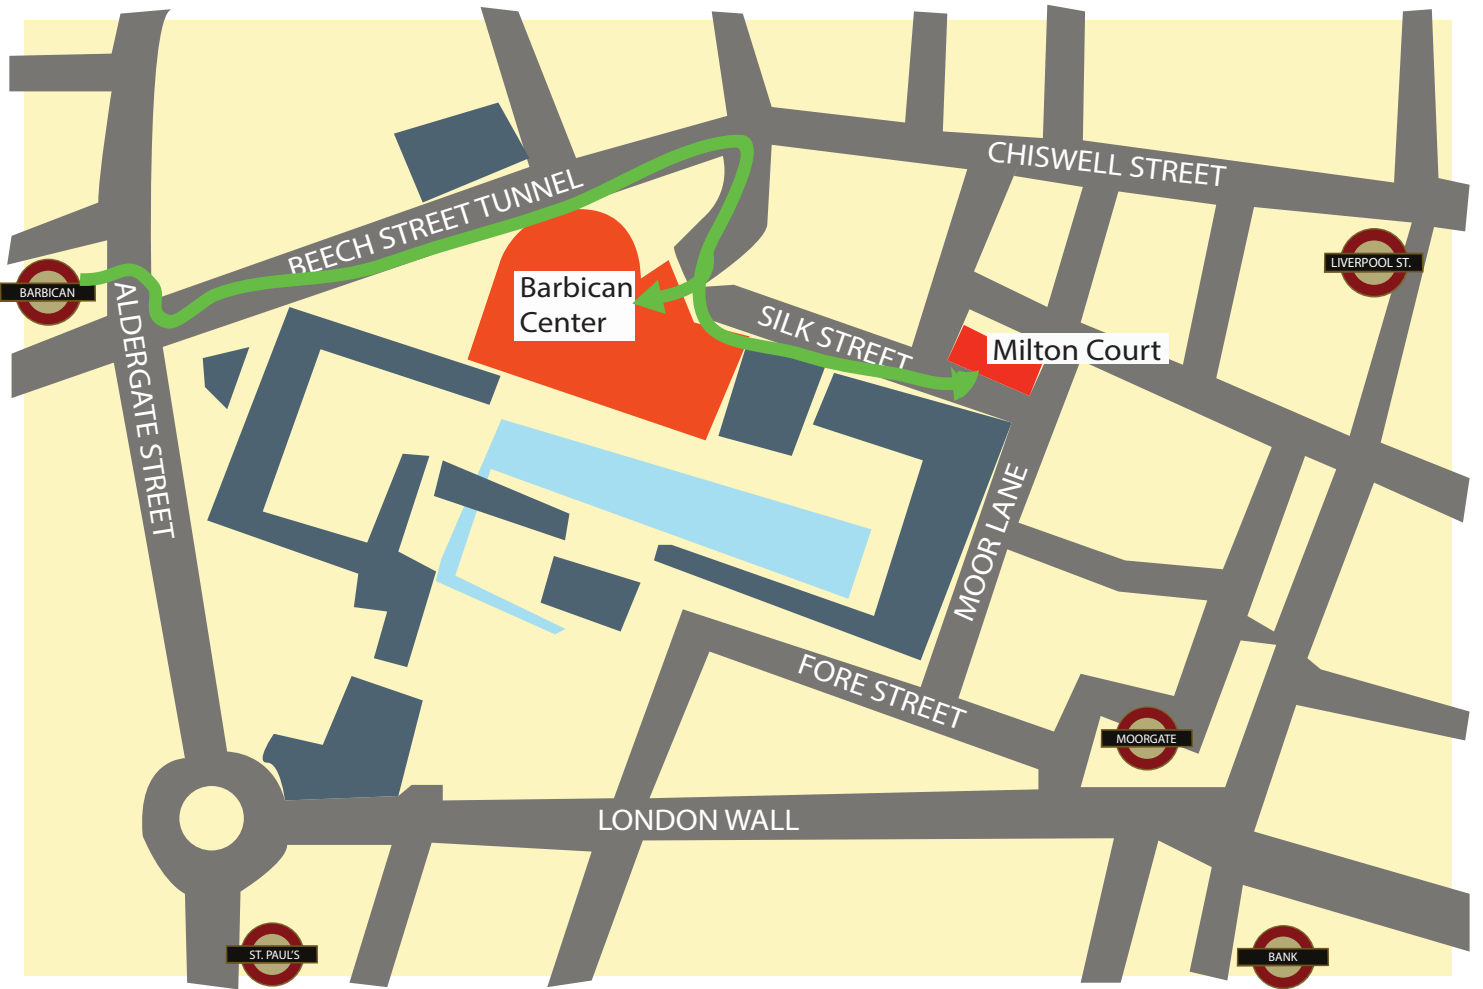 CHISWELL STREET
BEECH STREET TUNNEL
LIVERPOOL ST.
BARBICAN
Barbican
Center
ALDERGATE STREET
SILK STREET
Milton Court
MOOR LANE
FORE STREET
MOORGATE
LONDON WALL
ST. PAUL'S
BANK